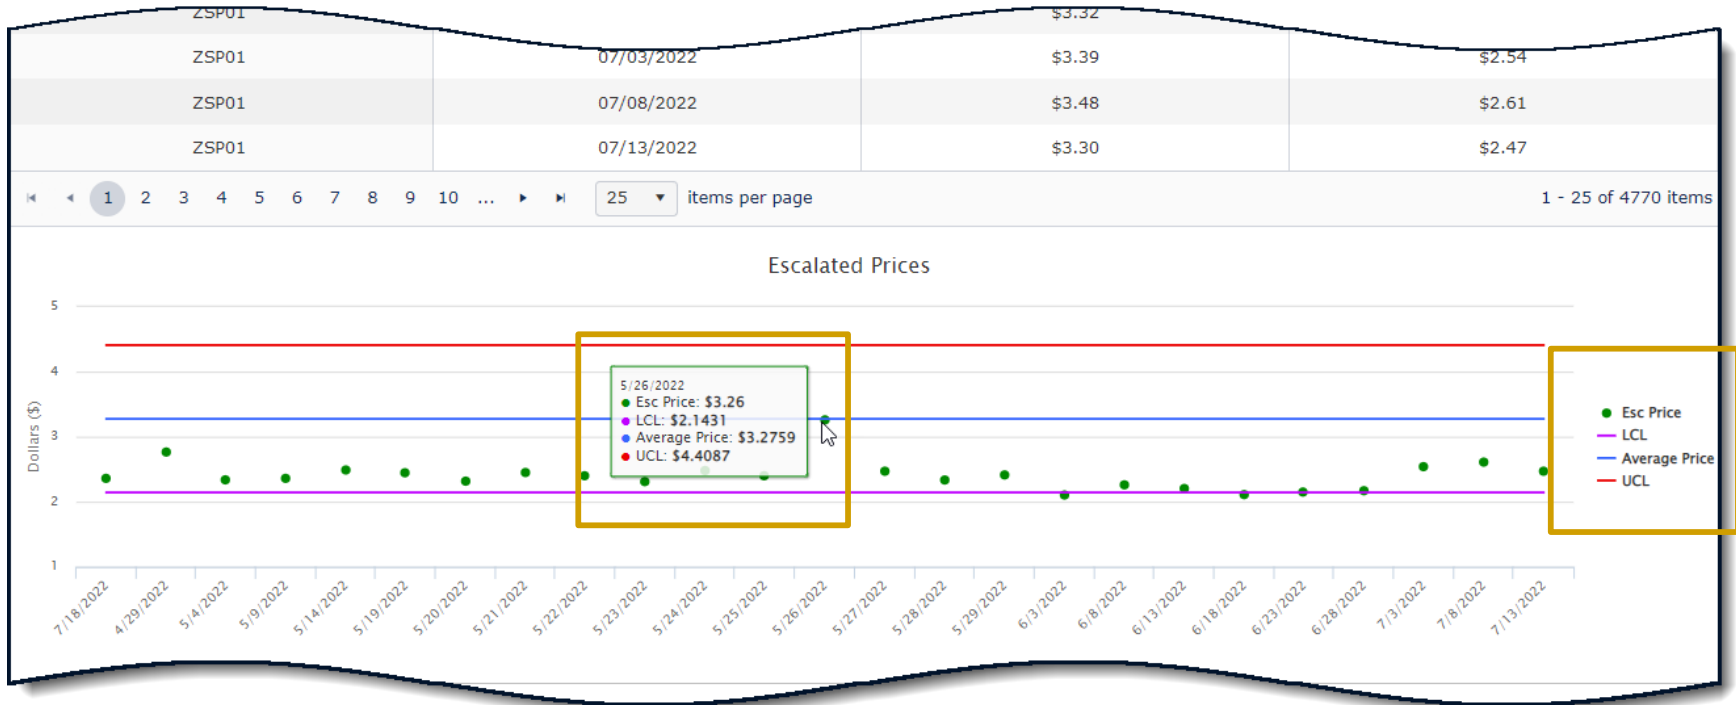 ZSP01 $3.32
ZSP01 07/03/2022 $3.39 $2.54
ZSP01 07/08/2022 $3.48 $2.61
ZSP01 07/13/2022 $3.30 $2.47
1 2 3 4 5 6 7 8 9 10 ... 25 items per page 1 - 25 of 4770 items
Escalated Prices
Dollars ($)
5
4
3
2
1
5/26/2022
Esc Price: $3.26
LCL: $2.1431
Average Price: $3.2759
UCL: $4.4087
Esc Price
LCL
Average Price
UCL
7/18/2022 4/29/2022 5/4/2022 5/9/2022 5/14/2022 5/19/2022 5/20/2022 5/21/2022 5/22/2022 5/23/2022 5/24/2022 5/25/2022 5/26/2022 5/27/2022 5/28/2022 5/29/2022 6/3/2022 6/8/2022 6/13/2022 6/18/2022 6/23/2022 6/28/2022 7/3/2022 7/8/2022 7/13/2022